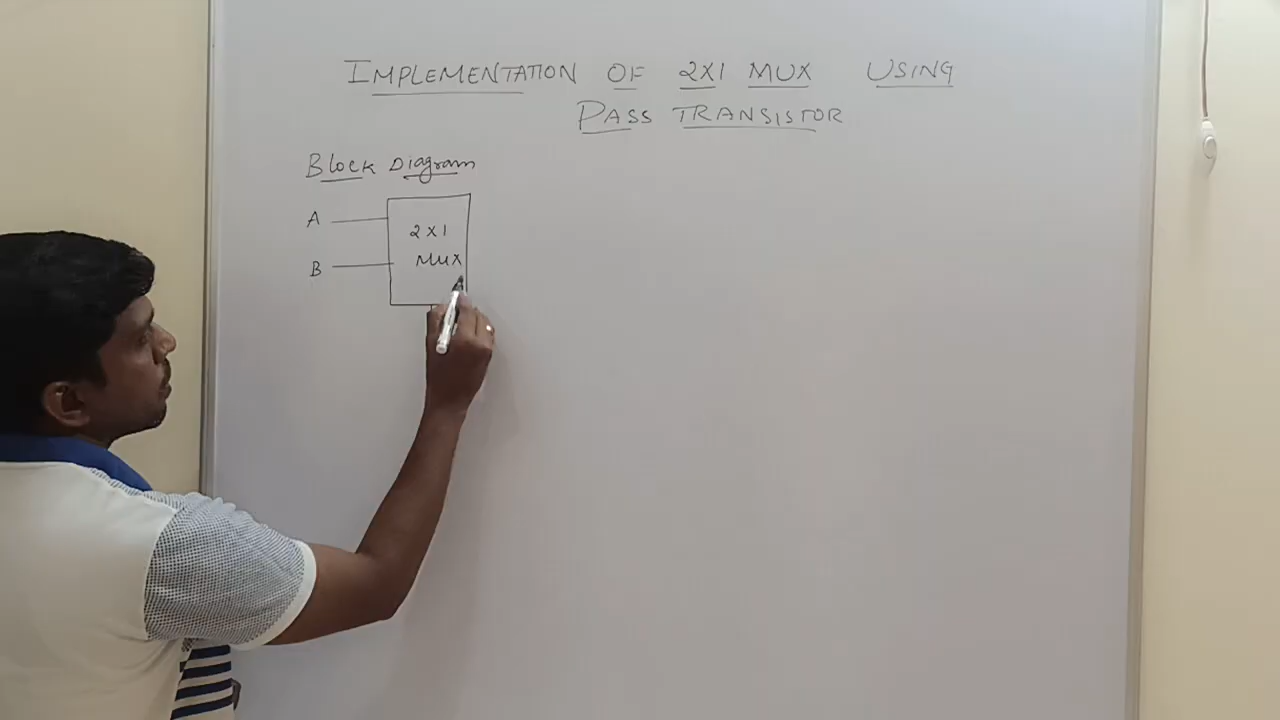 IMPLEMENTATION OF 2X1 MUX USING
PASS TRANSISTOR
Block Diagram
A
2X1
MUX
B